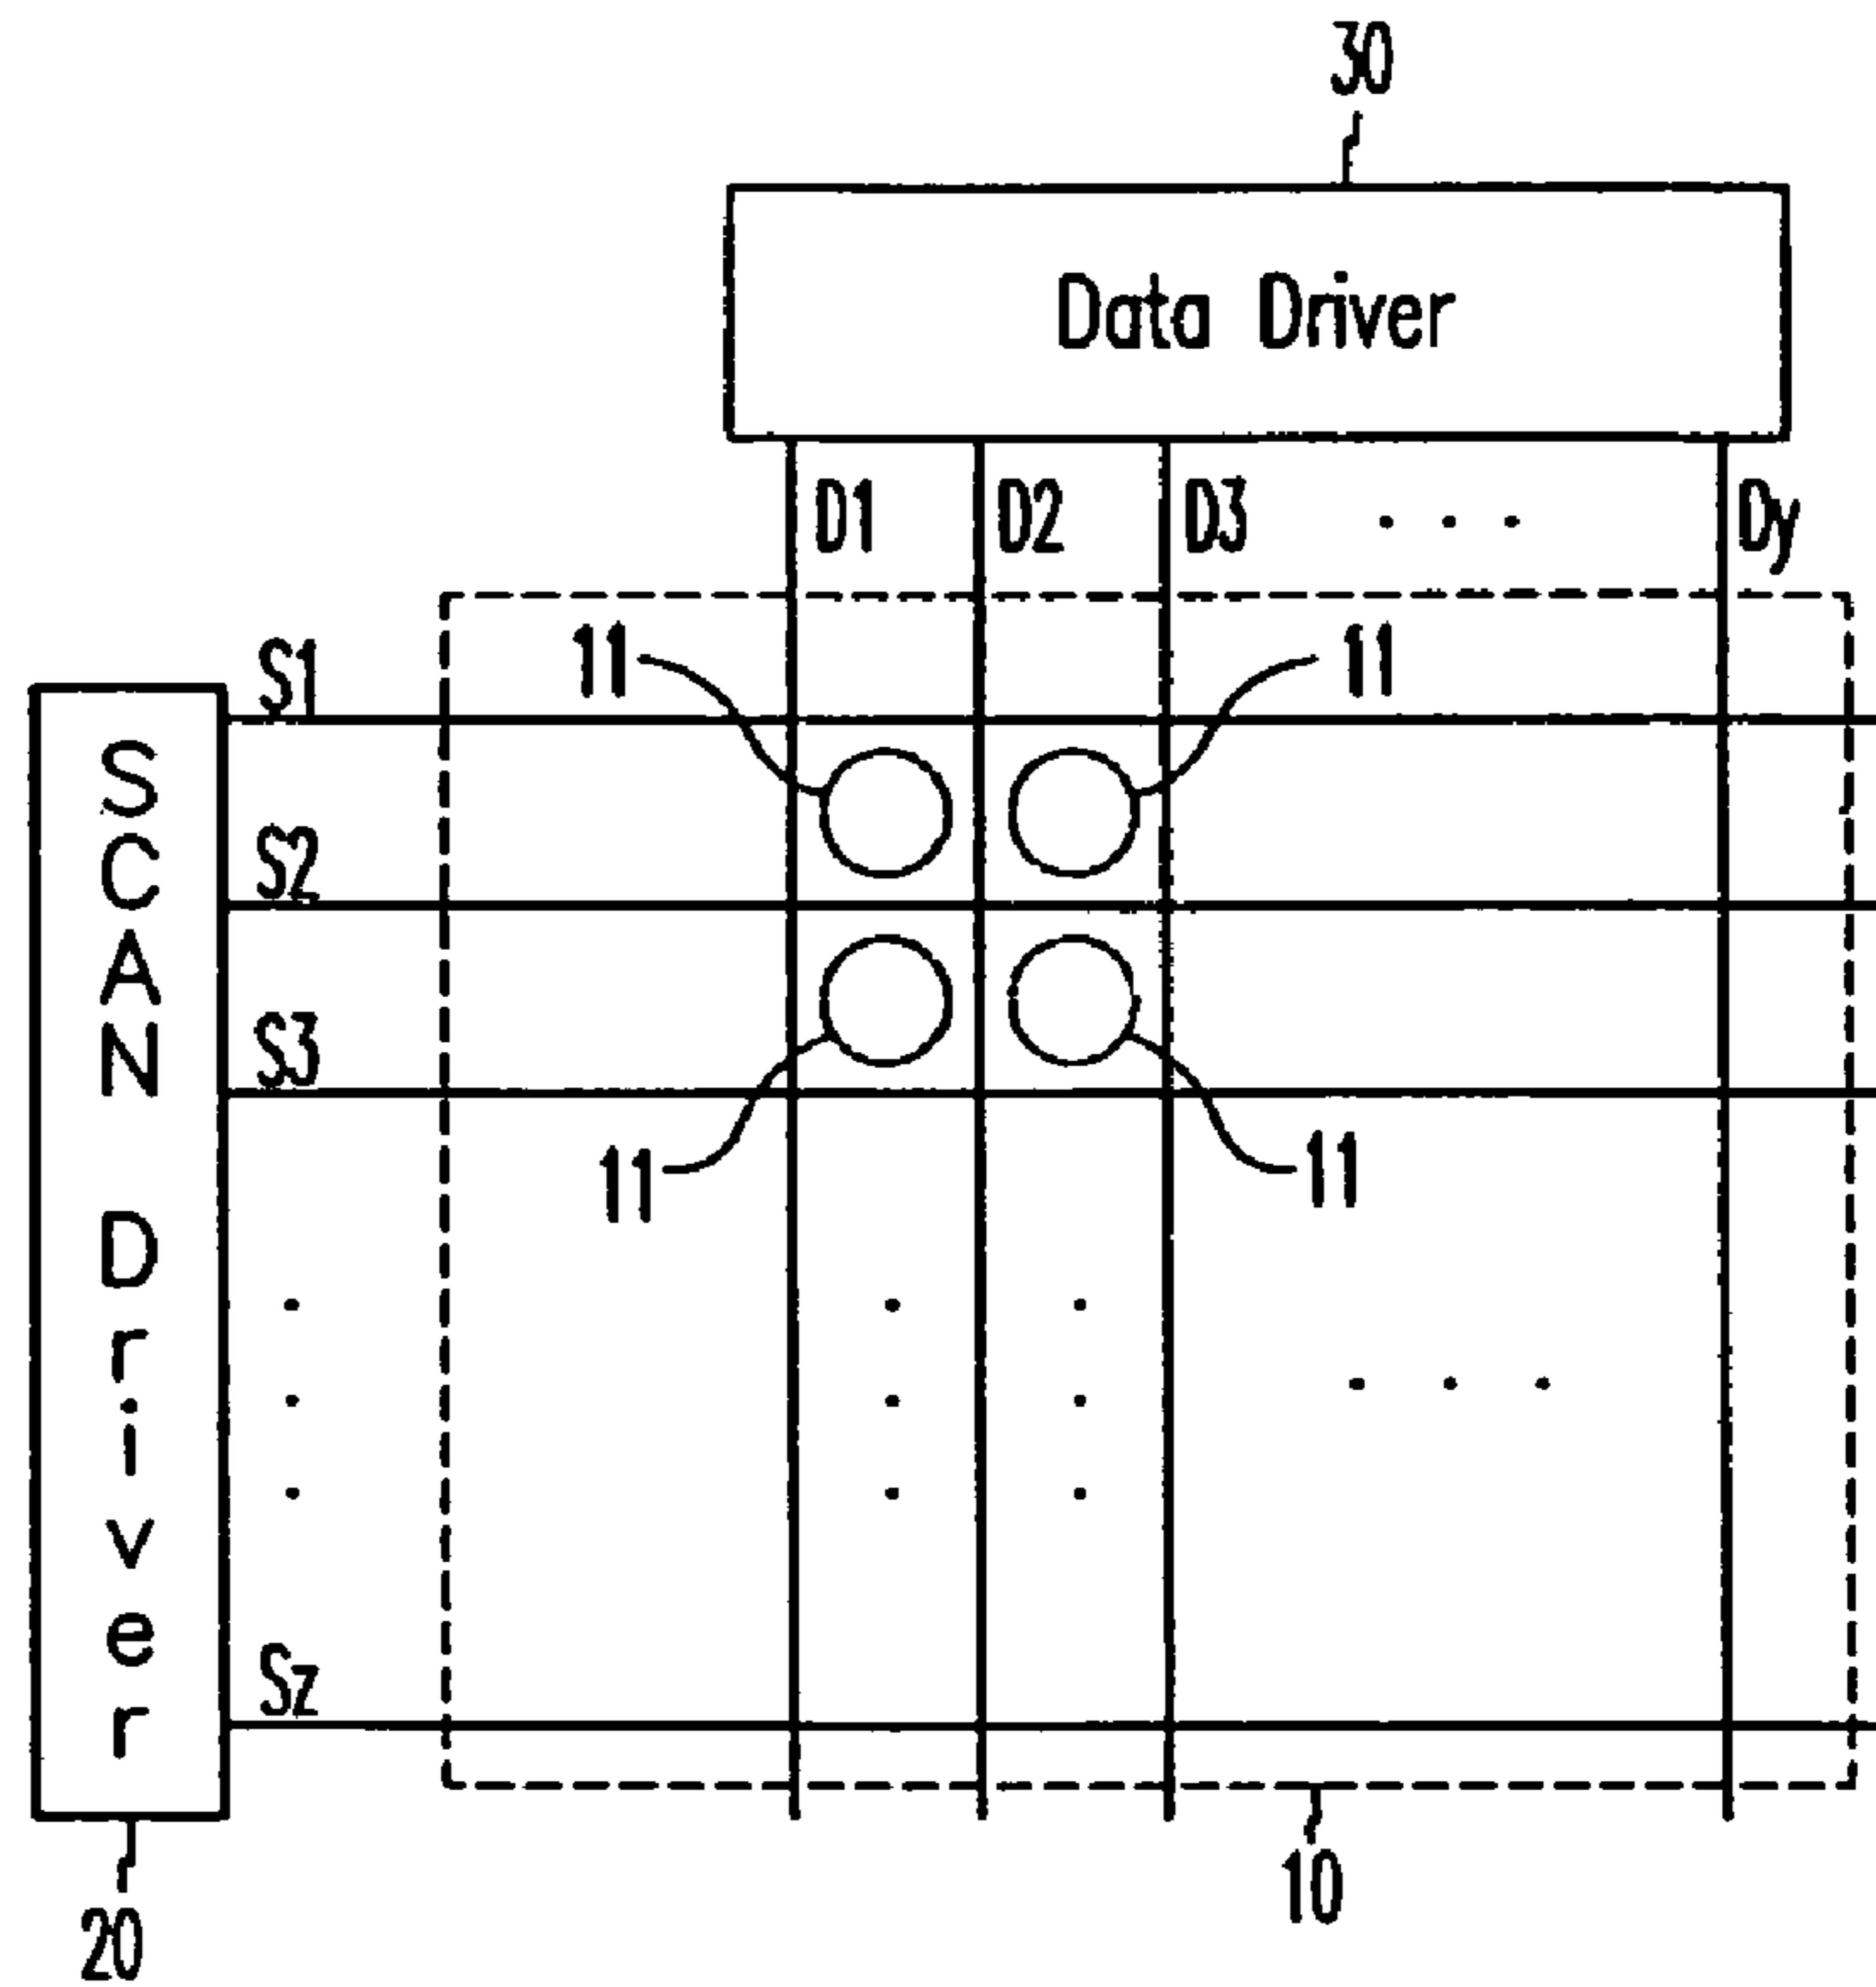 30
Data Driver
D1 D2 D3 . . . Dy
11 11
S1
S2
S3
11 11
. . .
Sz
SCAN Driver
10
20